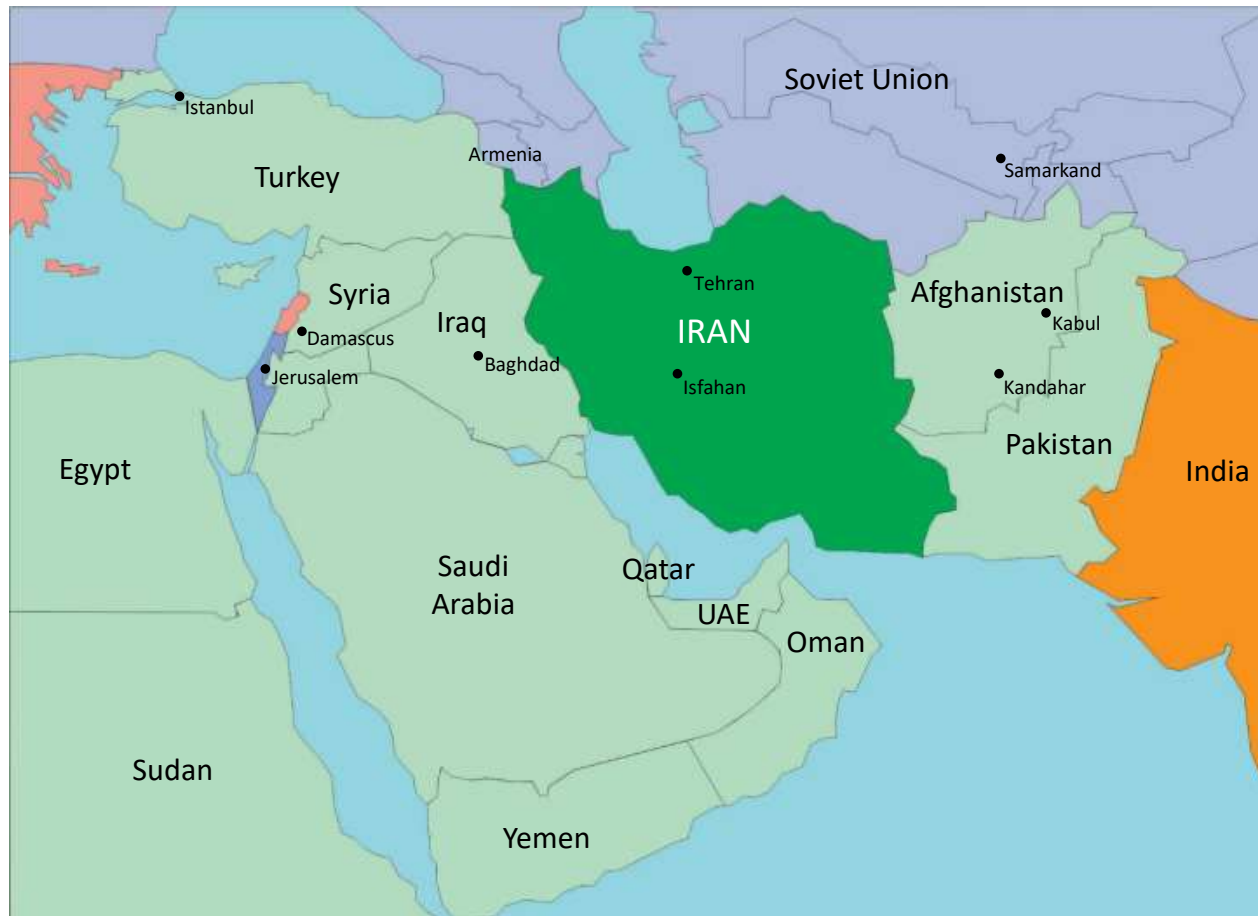 Soviet Union
Istanbul
Armenia
Samarkand
Turkey
Tehran
Syria
Afghanistan
Iraq
IRAN
Kabul
Damascus
Baghdad
Jerusalem
Isfahan
Kandahar
Pakistan
Egypt
India
Saudi
Arabia
Qatar
UAE
Oman
Sudan
Yemen